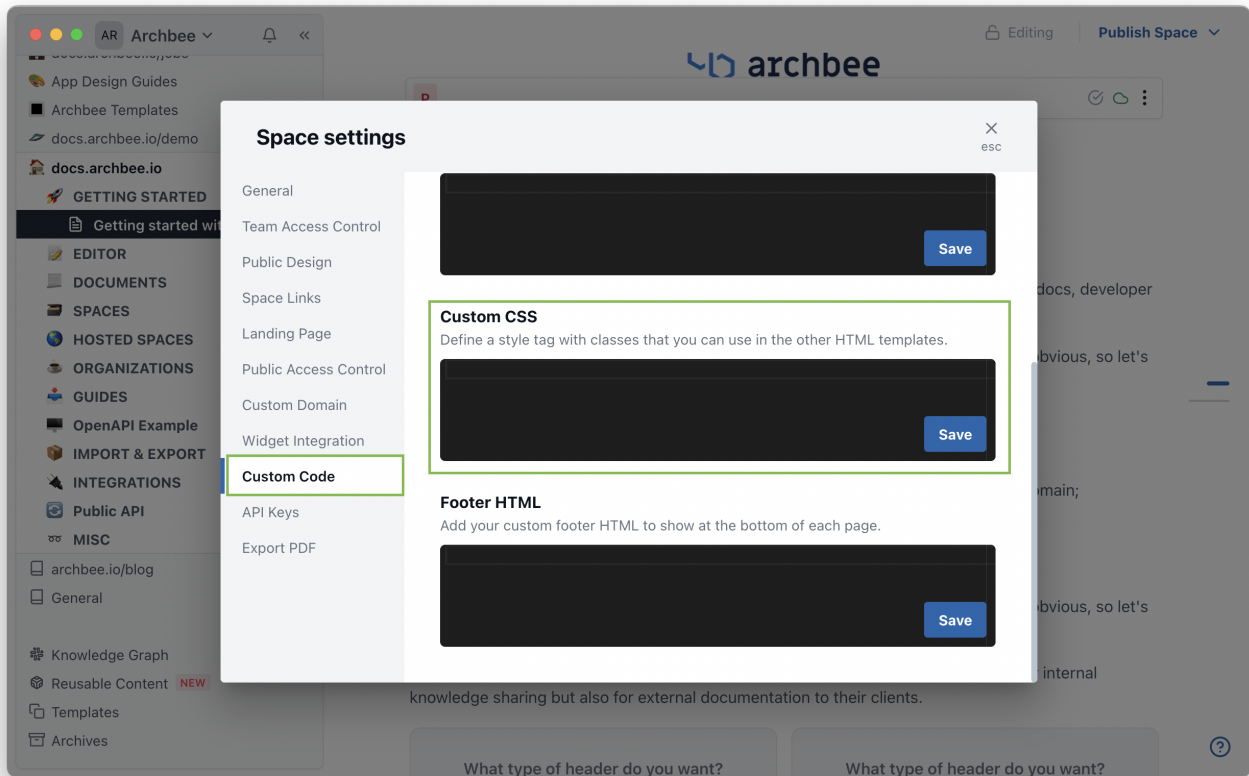 AR Archbee
Editing
Publish Space
archbee
App Design Guides
Archbee Templates
docs.archbee.io/demo
docs.archbee.io
GETTING STARTED
Getting started wit
EDITOR
DOCUMENTS
SPACES
HOSTED SPACES
ORGANIZATIONS
GUIDES
OpenAPI Example
IMPORT & EXPORT
INTEGRATIONS
Public API
MISC
archbee.io/blog
General
Knowledge Graph
Reusable Content NEW
Templates
Archives
Space settings
esc
General
Team Access Control
Public Design
Space Links
Landing Page
Public Access Control
Custom Domain
Widget Integration
Custom Code
API Keys
Export PDF
Save
Custom CSS
Define a style tag with classes that you can use in the other HTML templates.
Save
Footer HTML
Add your custom footer HTML to show at the bottom of each page.
Save
docs, developer
obvious, so let's
omain;
obvious, so let's
internal
knowledge sharing but also for external documentation to their clients.
What type of header do you want?
What type of header do you want?